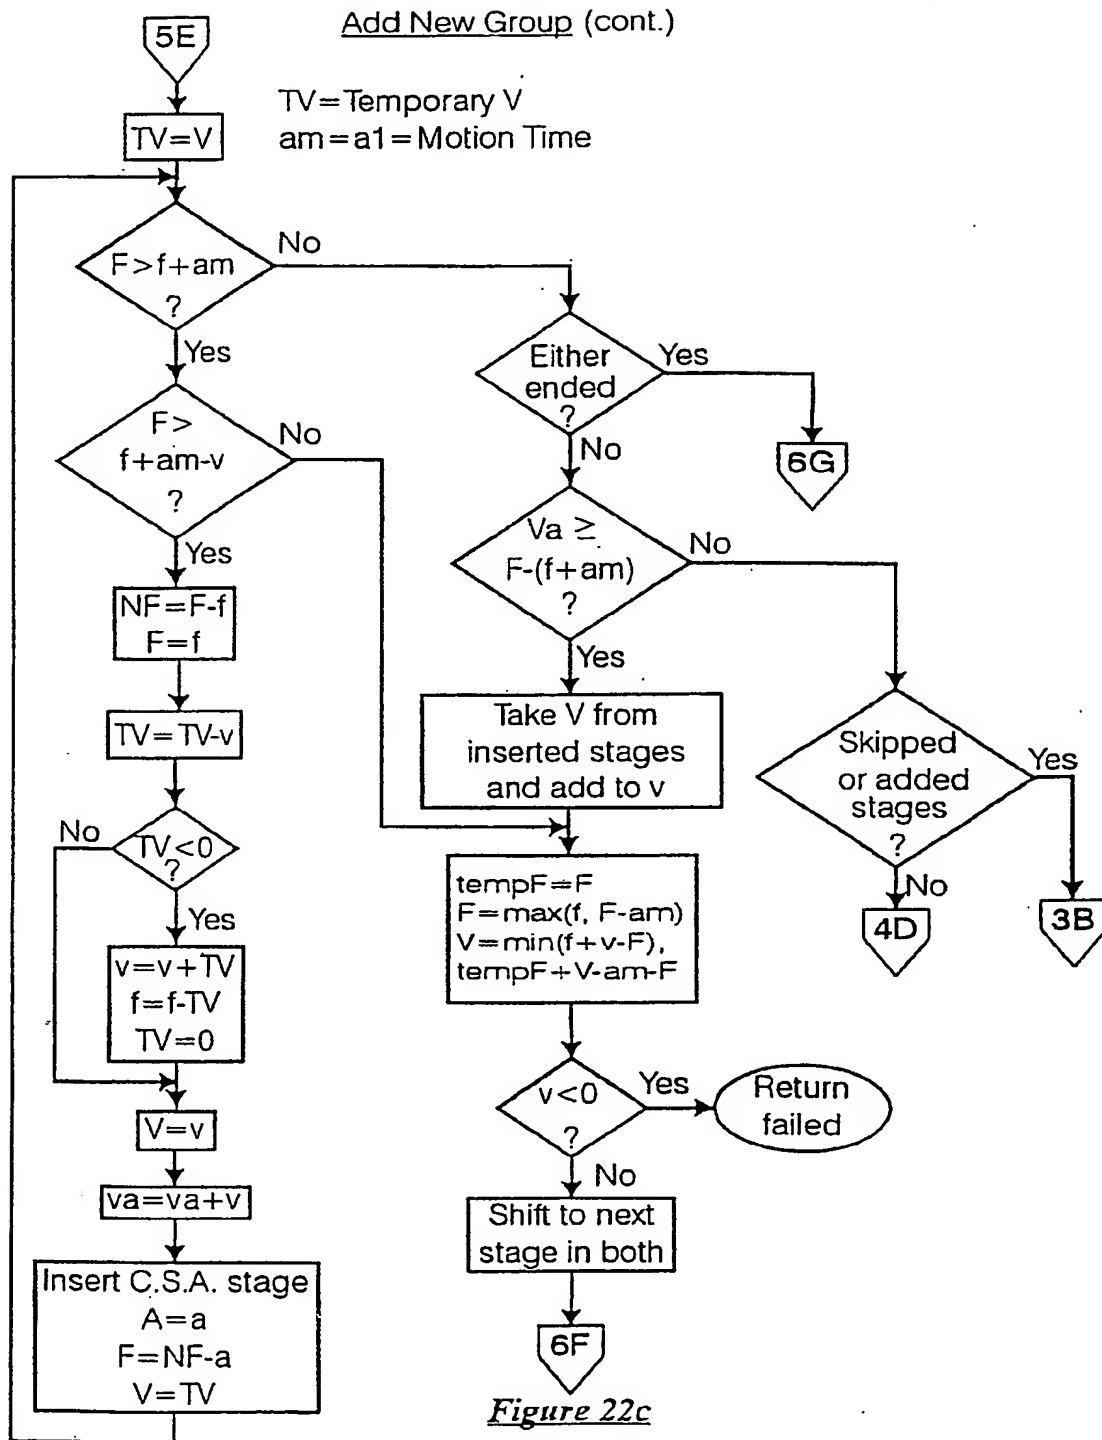 Add New Group (cont.)
5E
TV=Temporary V
am=a1=Motion Time
TV=V
F>f+am
?
No
Yes
Either
ended
?
Yes
6G
No
F>
f+am-v
?
No
Yes
Va ≥
F-(f+am)
?
No
Yes
NF=F-f
F=f
TV=TV-v
Take V from
inserted stages
and add to v
Skipped
or added
stages
?
Yes
3B
No
4D
TV<0
?
No
Yes
v=v+TV
f=f-TV
TV=0
tempF=F
F=max(f, F-am)
V=min(f+v-F),
tempF+V-am-F
V=v
va=va+v
v<0
?
Yes
Return
failed
No
Shift to next
stage in both
6F
Insert C.S.A. stage
A=a
F=NF-a
V=TV
Figure 22c